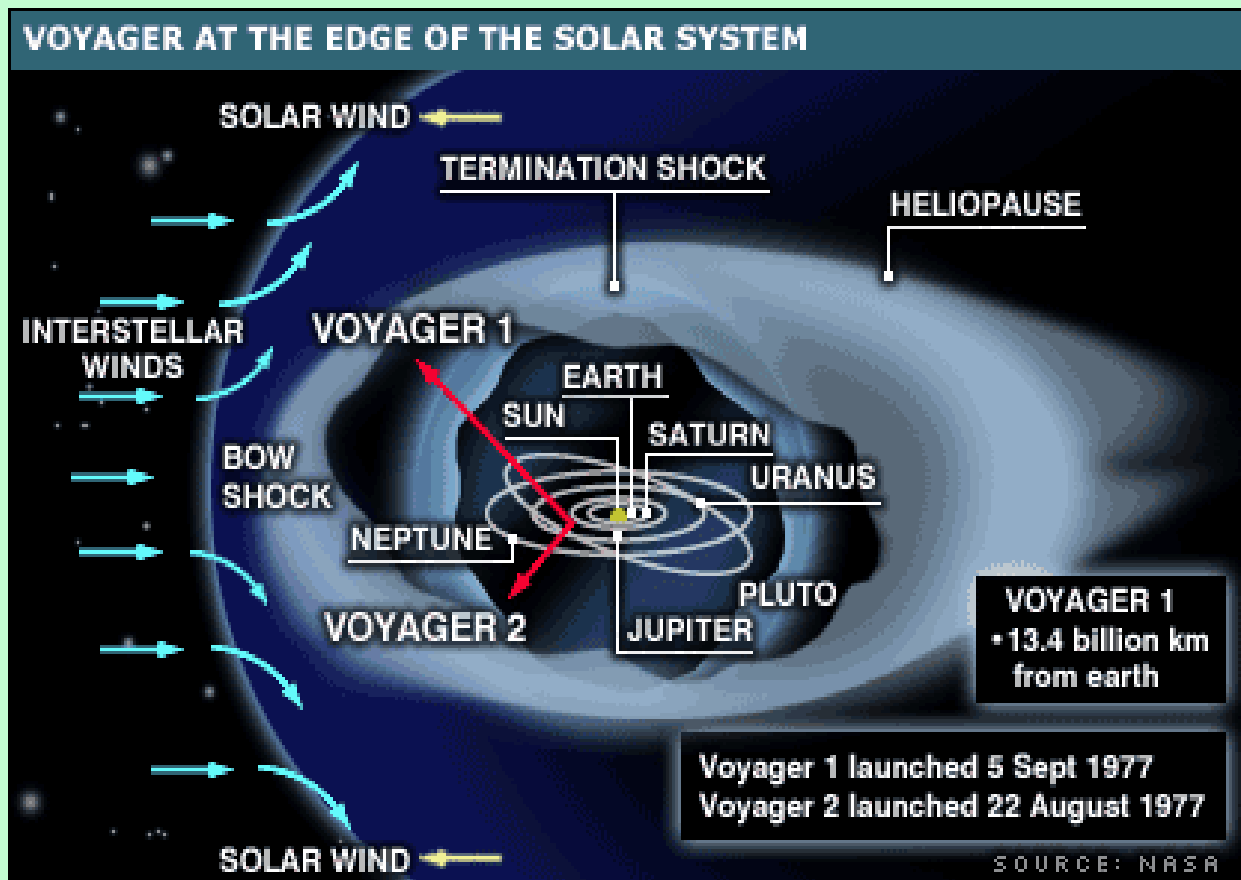 VOYAGER AT THE EDGE OF THE SOLAR SYSTEM
SOLAR WIND
TERMINATION SHOCK
HELIOPAUSE
INTERSTELLAR
WINDS
VOYAGER 1
EARTH
SUN
SATURN
URANUS
BOW
SHOCK
NEPTUNE
PLUTO
VOYAGER 2
JUPITER
VOYAGER 1
• 13.4 billion km
from earth
Voyager 1 launched 5 Sept 1977
Voyager 2 launched 22 August 1977
SOLAR WIND
SOURCE: NASA